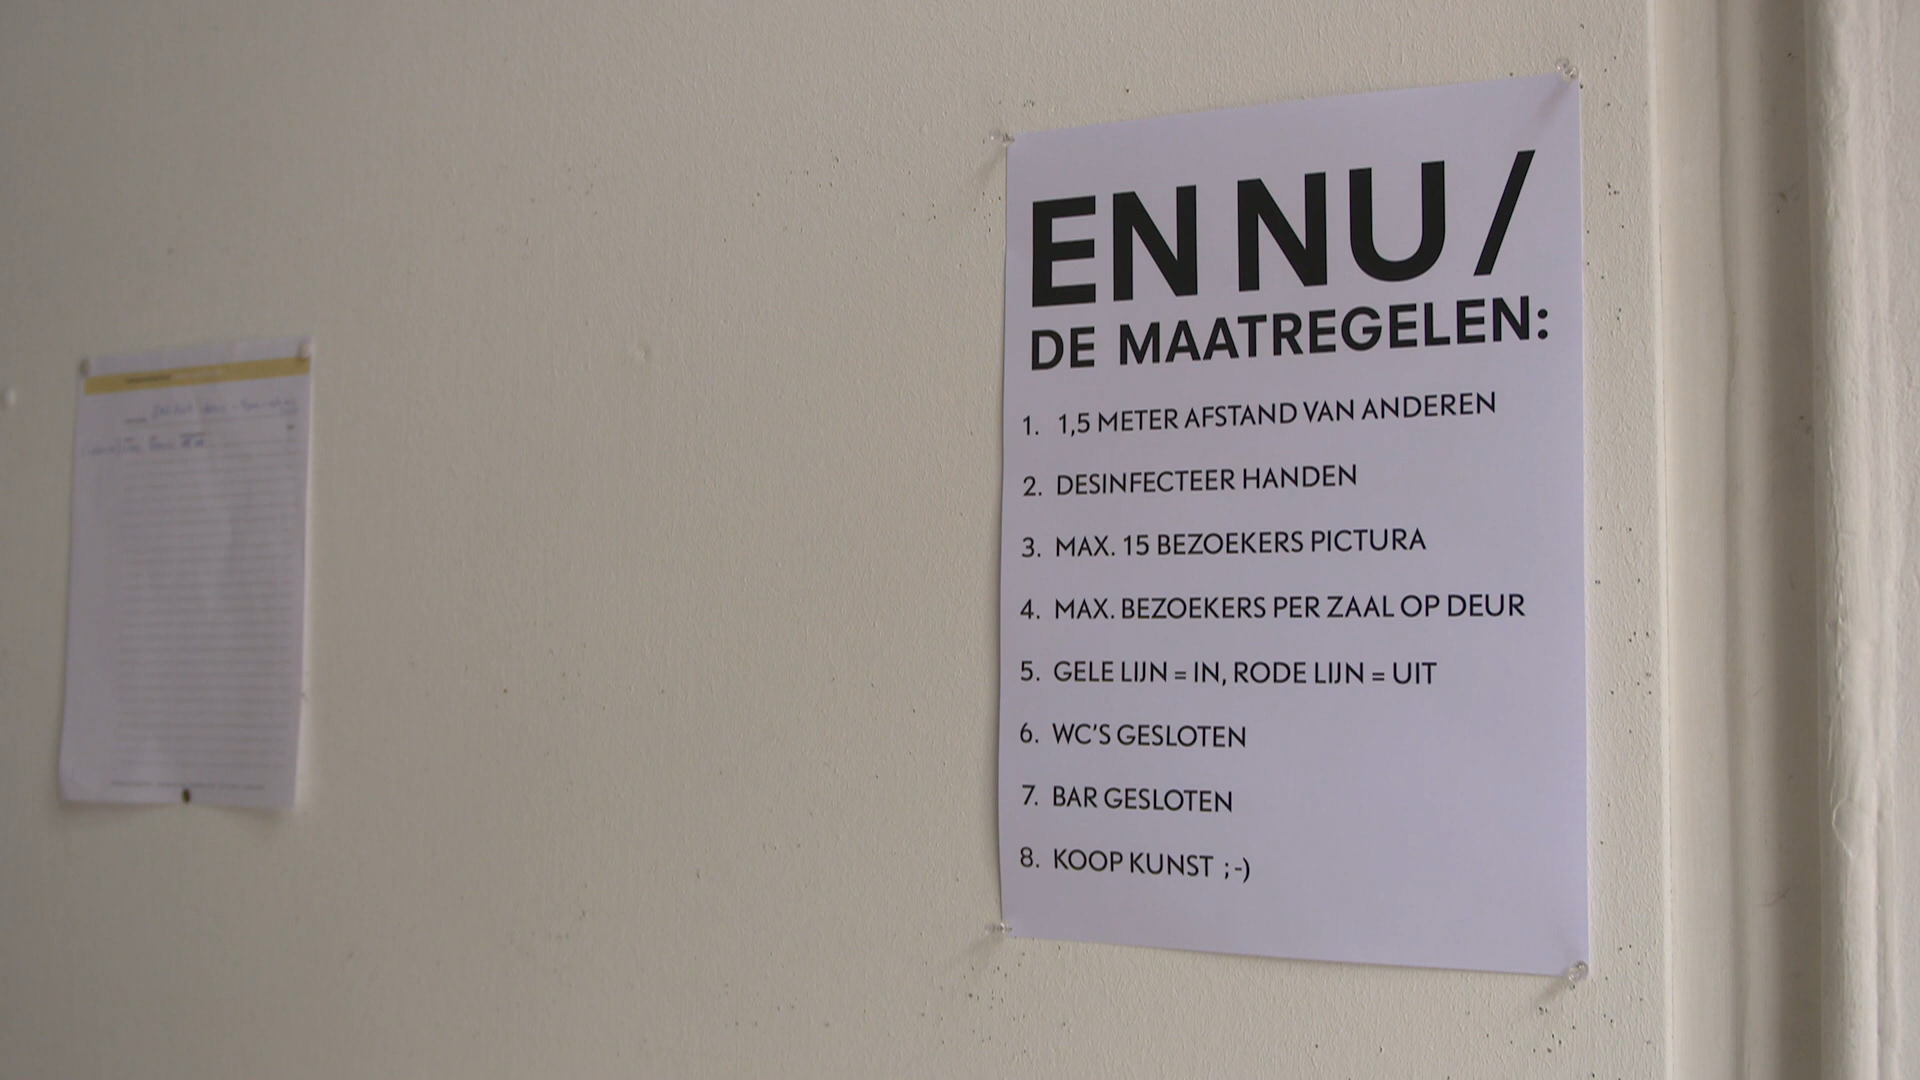 EN NU /
DE MAATREGELEN:
1. 1,5 METER AFSTAND VAN ANDEREN
2. DESINFECTEER HANDEN
3. MAX. 15 BEZOEKERS PICTURA
4. MAX. BEZOEKERS PER ZAAL OP DEUR
5. GELE LIJN = IN, RODE LIJN = UIT
6. WC'S GESLOTEN
7. BAR GESLOTEN
8. KOOP KUNST ;-)